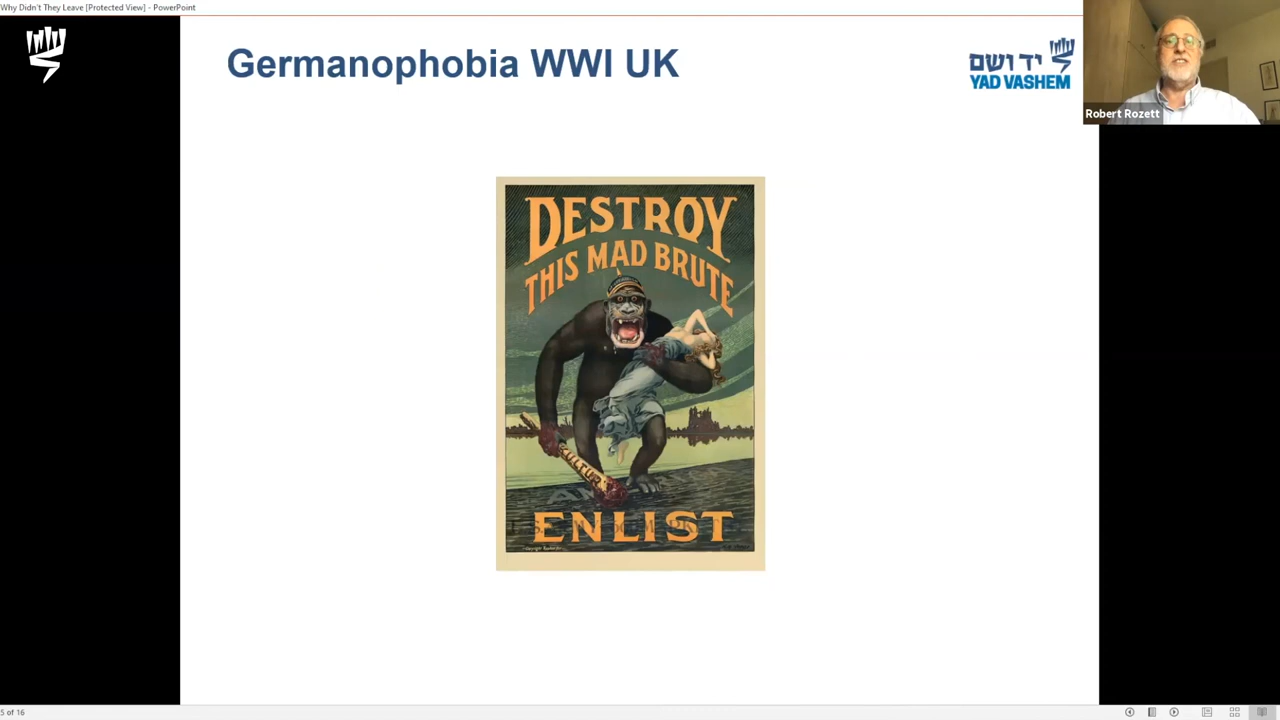 Why Didn't They Leave [Protected View] - PowerPoint
Germanophobia WWI UK
יד ושם
YAD VASHEM
Robert Rozett
DESTROY
THIS MAD BRUTE
KULTUR
ENLIST
5 of 16